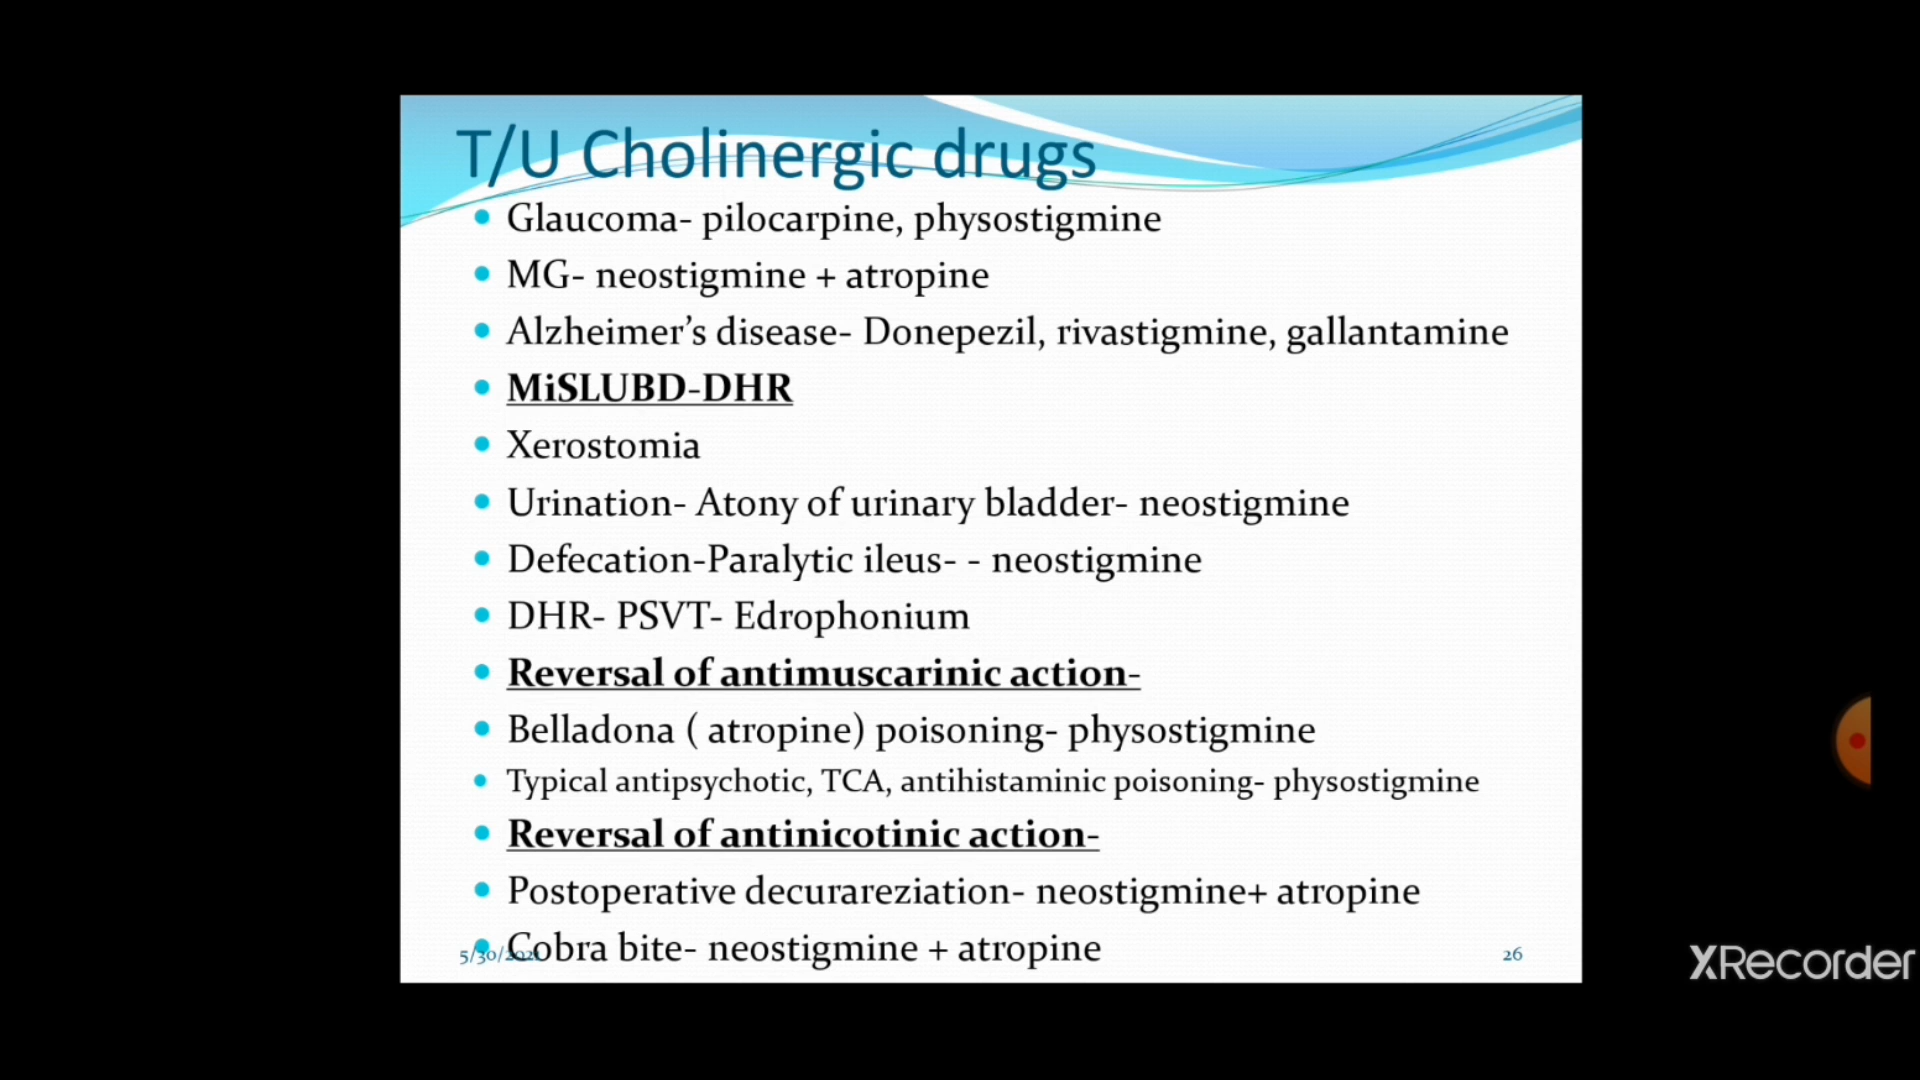 T/U Cholinergic drugs
Glaucoma- pilocarpine, physostigmine
MG- neostigmine + atropine
Alzheimer’s disease- Donepezil, rivastigmine, gallantamine
MiSLUBD-DHR
Xerostomia
Urination- Atony of urinary bladder- neostigmine
Defecation-Paralytic ileus- - neostigmine
DHR- PSVT- Edrophonium
Reversal of antimuscarinic action-
Belladona ( atropine) poisoning- physostigmine
Typical antipsychotic, TCA, antihistaminic poisoning- physostigmine
Reversal of antinicotinic action-
Postoperative decurareziation- neostigmine+ atropine
Cobra bite- neostigmine + atropine
26
XRecorder